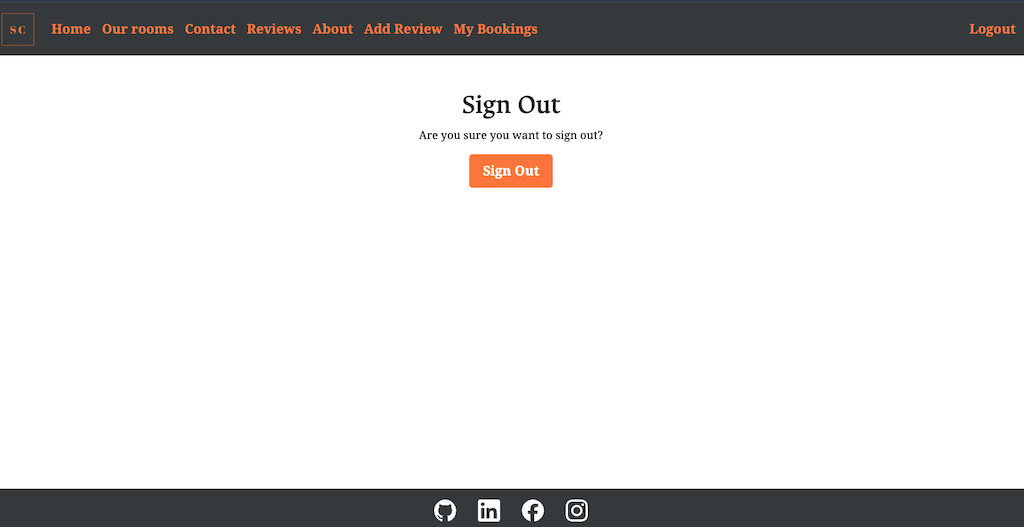 SC Home Our rooms Contact Reviews About Add Review My Bookings Logout
Sign Out
Are you sure you want to sign out?
Sign Out